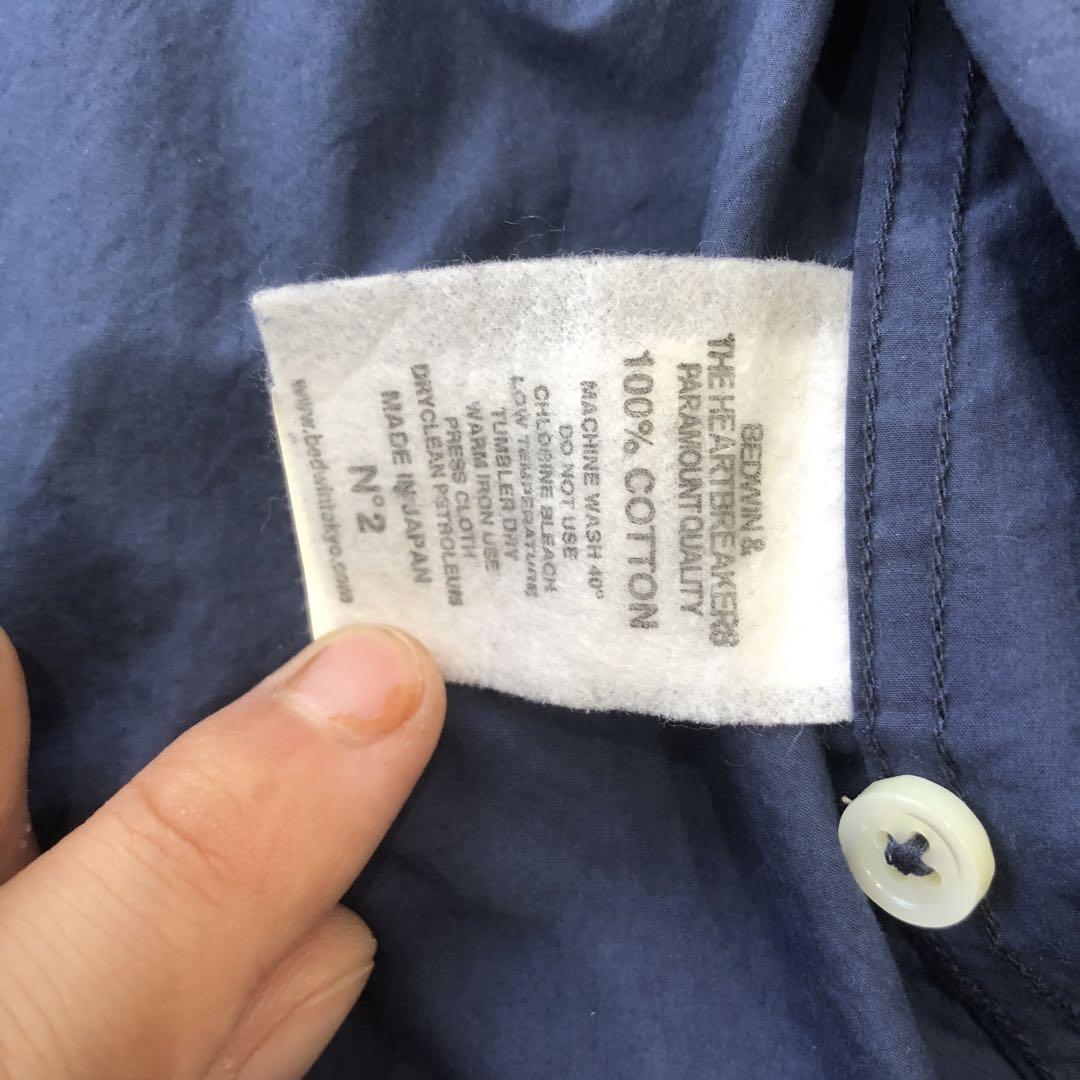 BEDWIN &
THE HEARTBREAKERS
PARAMOUNT QUALITY
100% COTTON
MACHINE WASH 40°
DO NOT USE
CHLORINE BLEACH
LOW TEMPERATURE
TUMBLER DRY
WARM IRON USE
PRESS CLOTH
DRYCLEAN PETROLEUM
MADE IN JAPAN
N°2
www.bedwintokyo.com